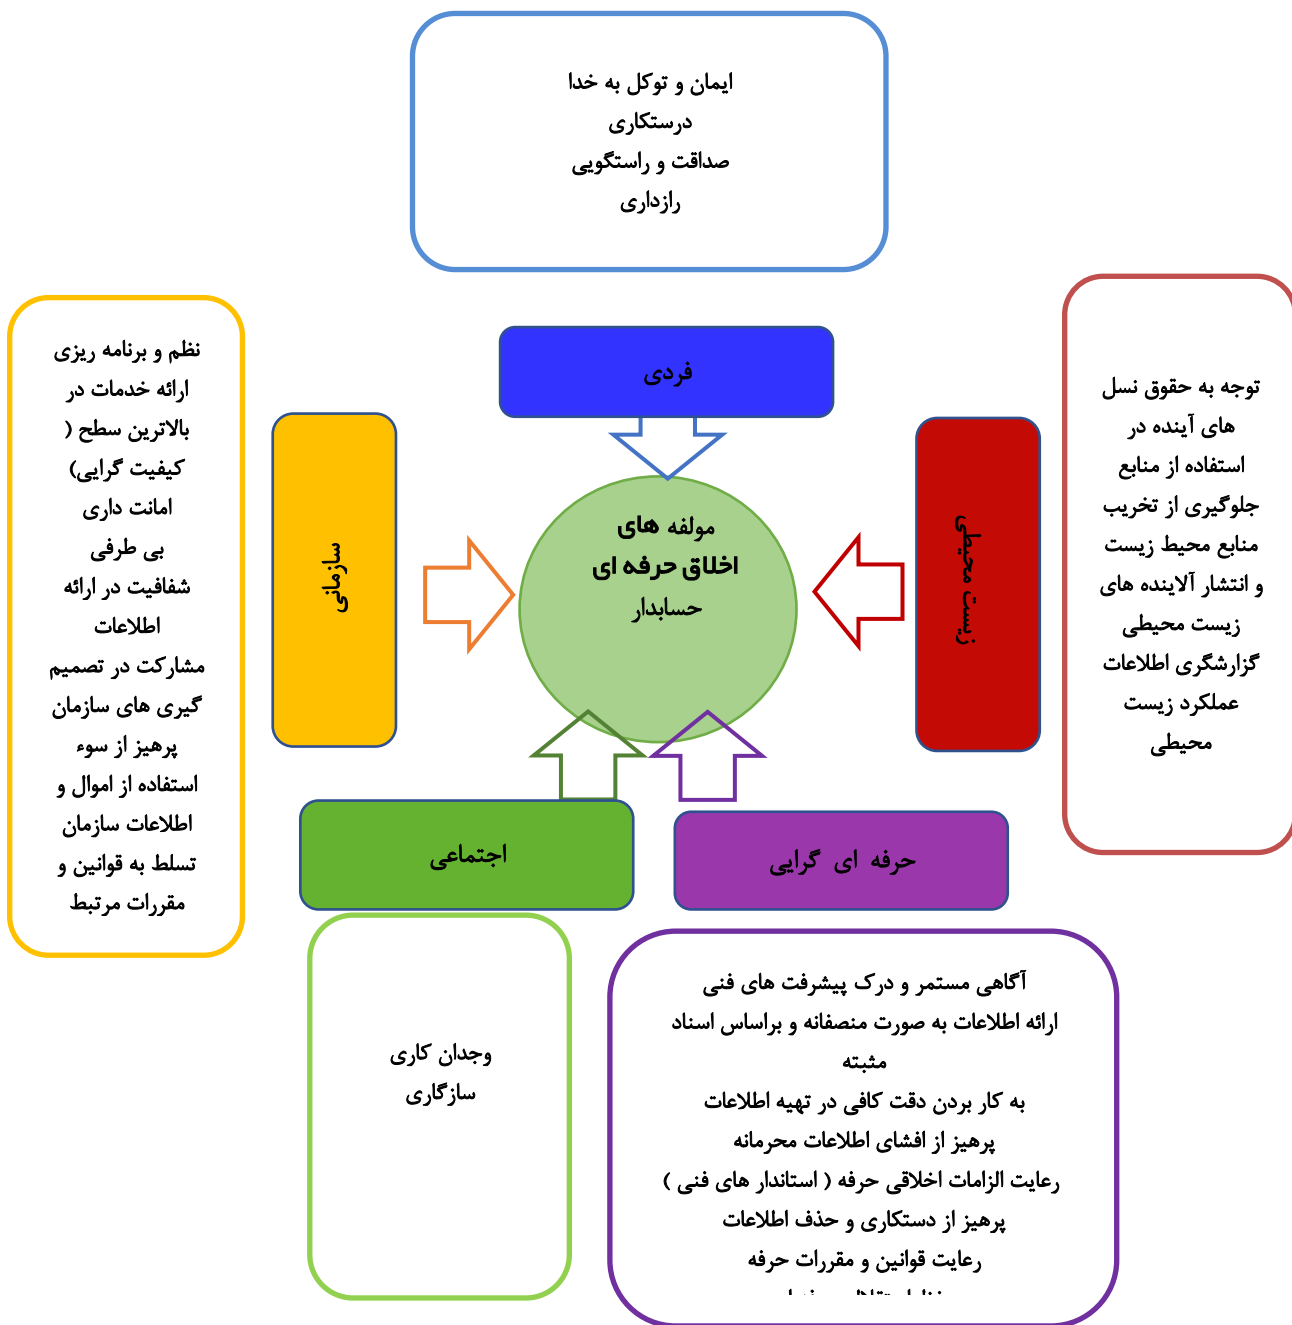 ایمان و توکل به خدا
درستکاری
صداقت و راستگویی
رازداری
فردی
توجه به حقوق نسل
های آینده در
استفاده از منابع
جلوگیری از تخریب
منابع محیط زیست
و انتشار آلاینده های
زیست محیطی
گزارشگری اطلاعات
عملکرد زیست
محیطی
زیست محیطی
مولفه های
اخلاق حرفه ای
حسابدار
سازمانی
نظم و برنامه ریزی
ارائه خدمات در
بالاترین سطح (
کیفیت گرایی)
امانت داری
بی طرفی
شفافیت در ارائه
اطلاعات
مشارکت در تصمیم
گیری های سازمان
پرهیز از سوء
استفاده از اموال و
اطلاعات سازمان
تسلط به قوانین و
مقررات مرتبط
حرفه ای گرایی
اجتماعی
آگاهی مستمر و درک پیشرفت های فنی
ارائه اطلاعات به صورت منصفانه و براساس اسناد
مثبته
به کار بردن دقت کافی در تهیه اطلاعات
پرهیز از افشای اطلاعات محرمانه
رعایت الزامات اخلاقی حرفه ( استاندار های فنی )
پرهیز از دستکاری و حذف اطلاعات
رعایت قوانین و مقررات حرفه
وجدان کاری
سازگاری